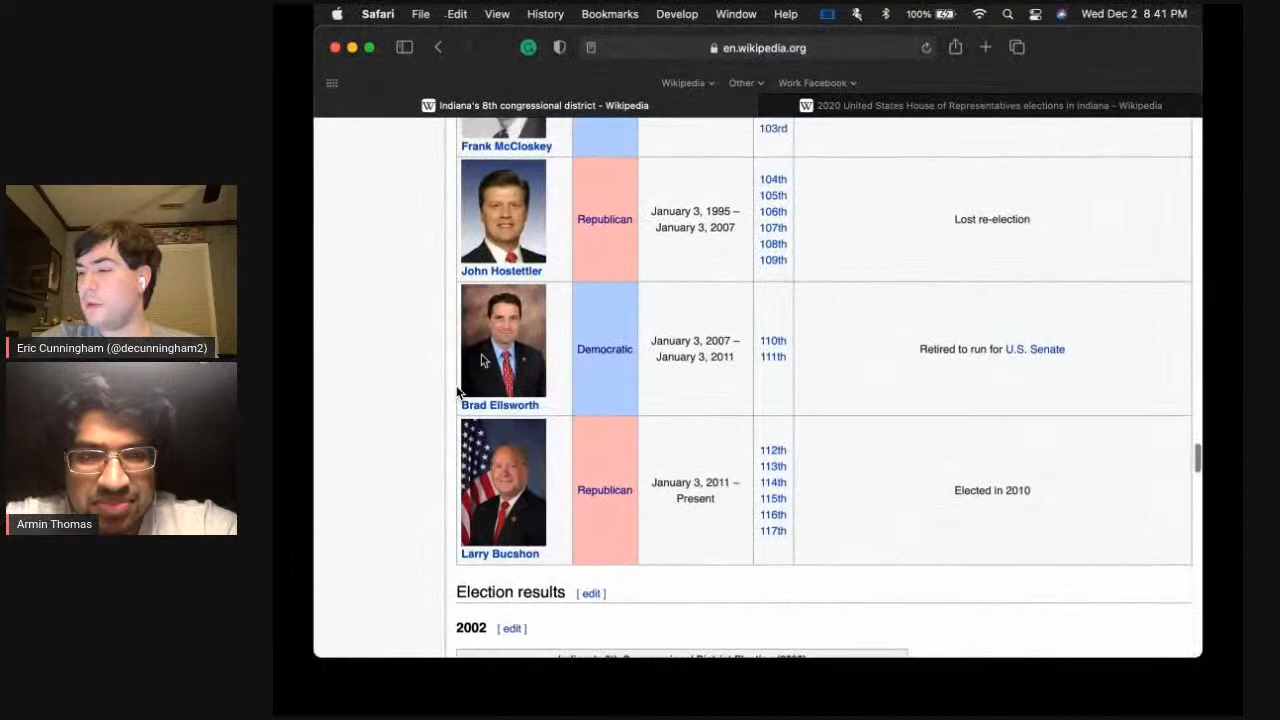 Safari File Edit View History Bookmarks Develop Window Help 100% Wed Dec 2 8:41 PM
en.wikipedia.org
Wikipedia Other Work Facebook
Indiana's 8th congressional district - Wikipedia
2020 United States House of Representatives elections in Indiana - Wikipedia
103rd
Frank McCloskey
Republican
January 3, 1995 –
January 3, 2007
104th
105th
106th
107th
108th
109th
Lost re-election
John Hostettler
Democratic
January 3, 2007 –
January 3, 2011
110th
111th
Retired to run for U.S. Senate
Brad Ellsworth
Republican
January 3, 2011 –
Present
112th
113th
114th
115th
116th
117th
Elected in 2010
Larry Bucshon
Election results [ edit ]
2002 [ edit ]
Eric Cunningham (@decunningham2)
Armin Thomas